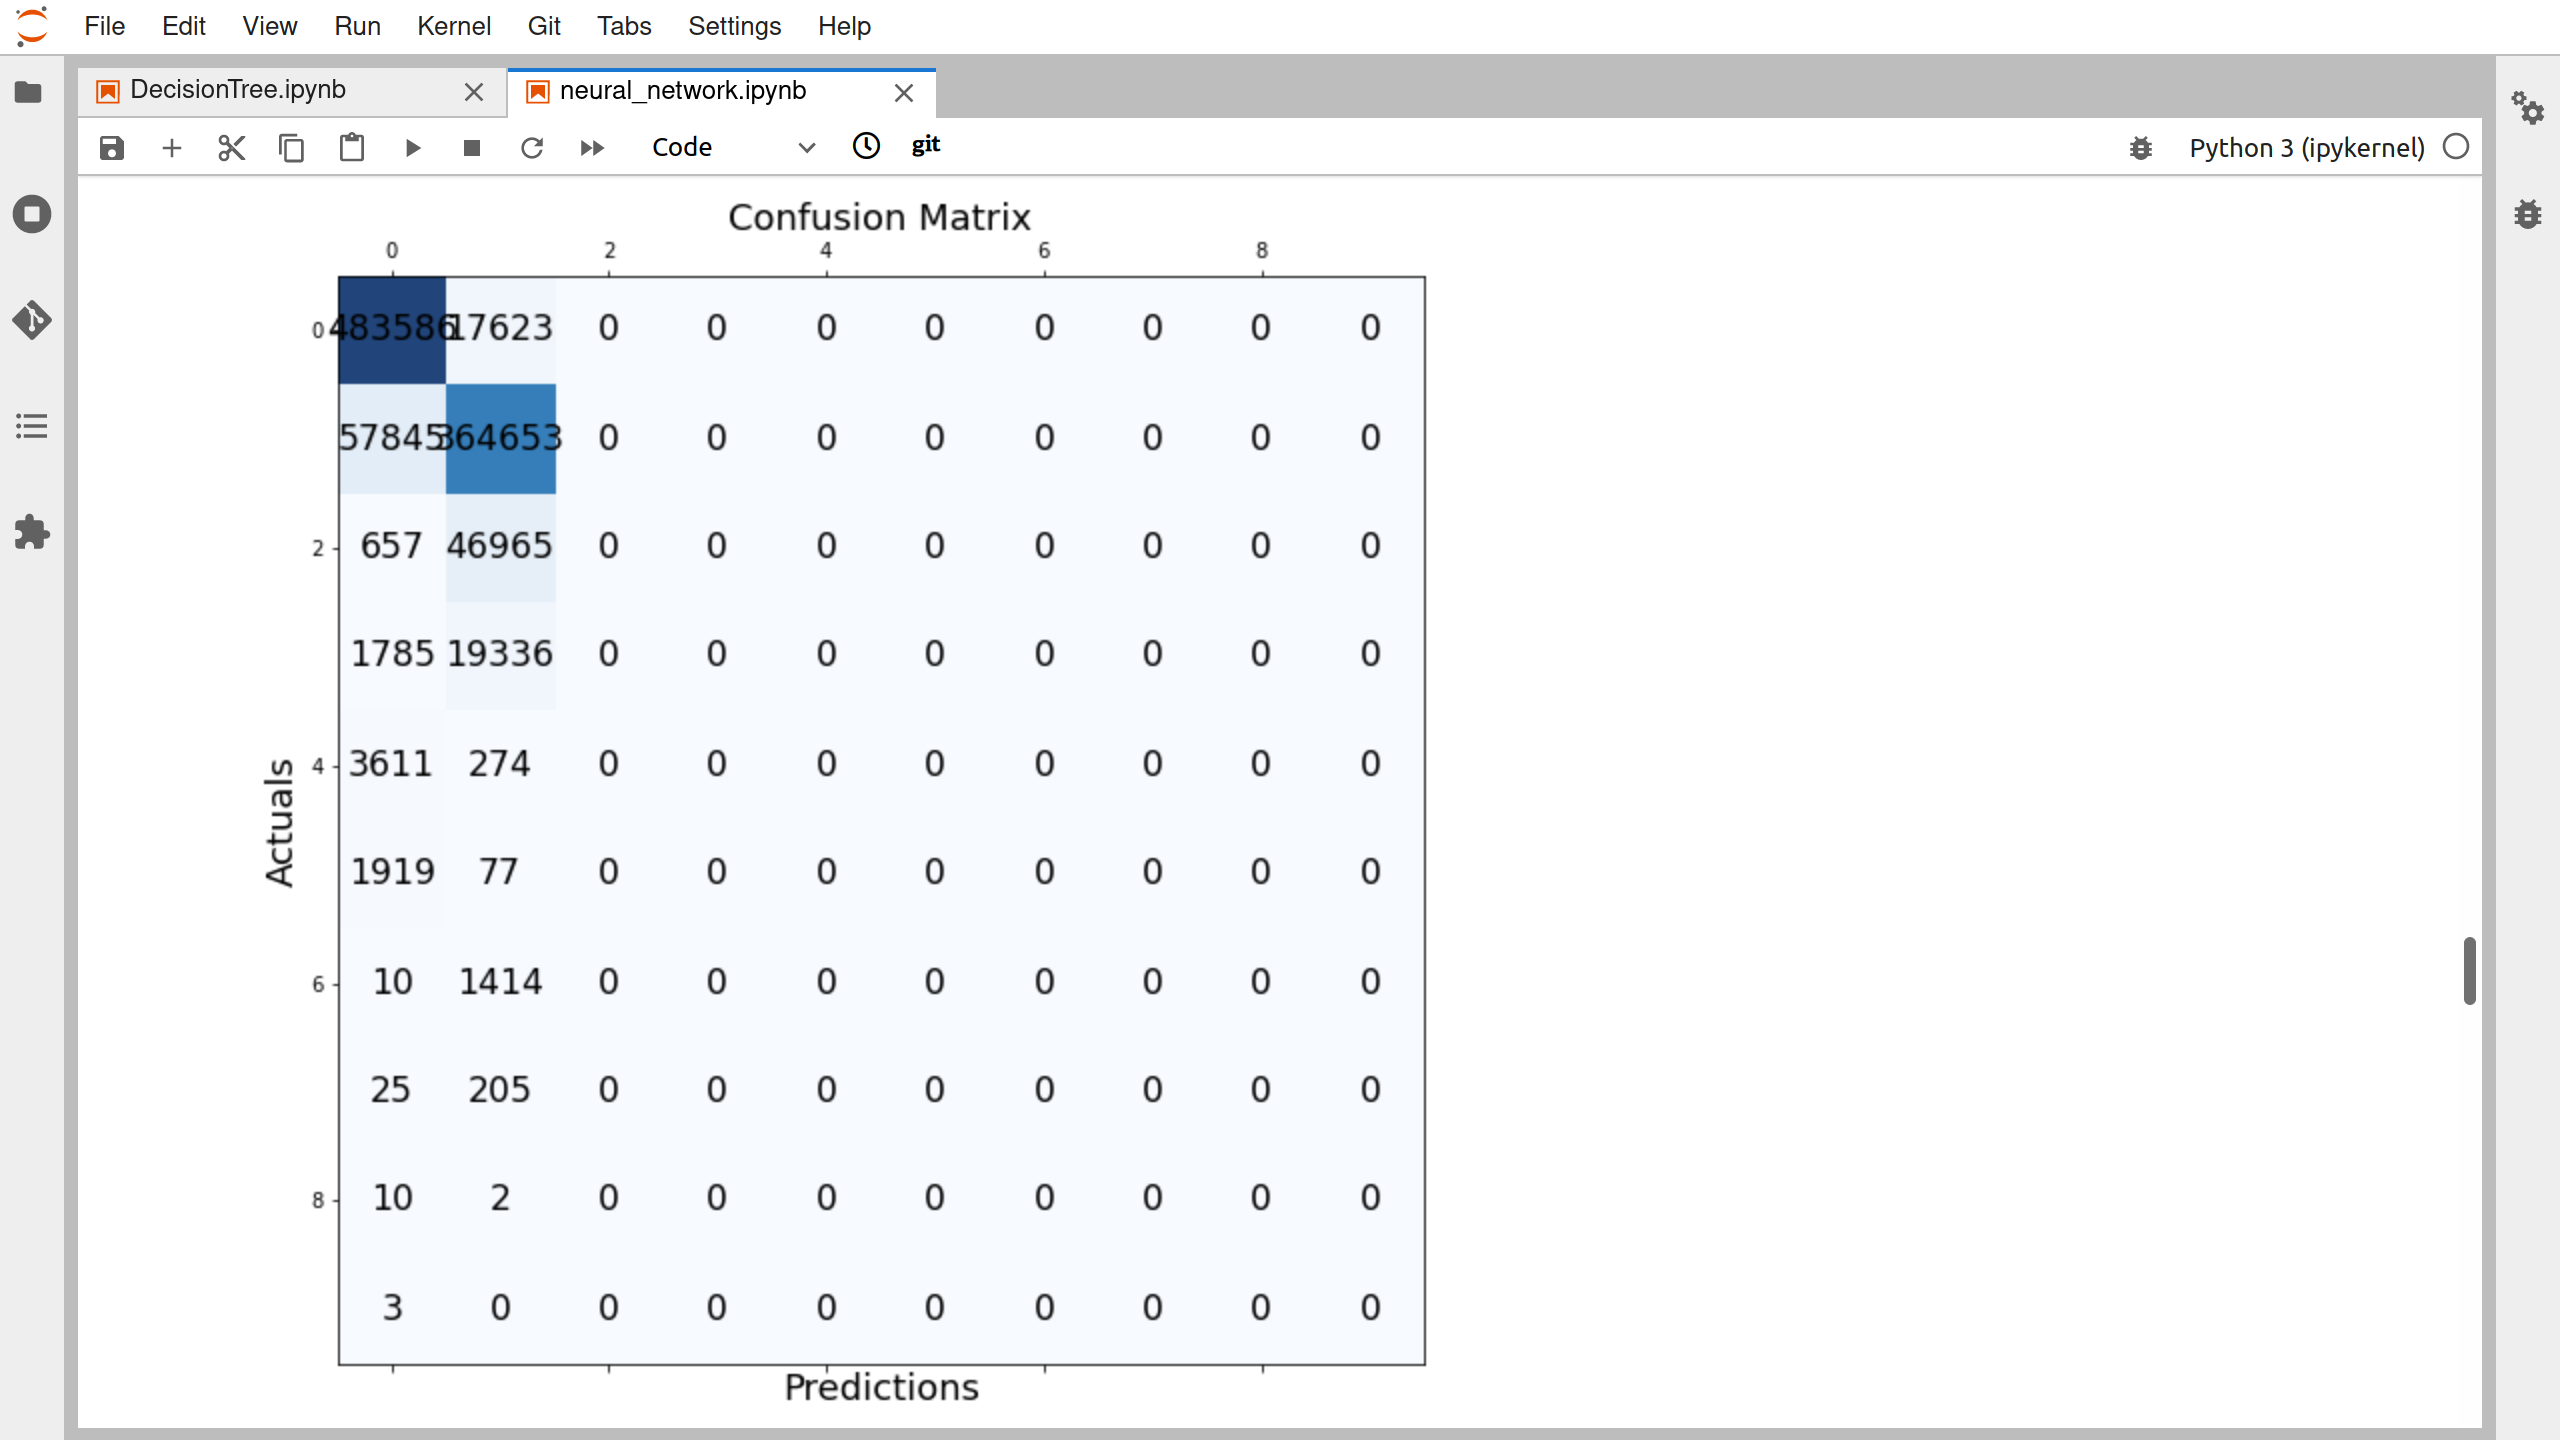 File Edit View Run Kernel Git Tabs Settings Help
DecisionTree.ipynb neural_network.ipynb
Code git Python 3 (ipykernel)
Confusion Matrix
0 2 4 6 8
0 483586 17623 0 0 0 0 0 0 0 0
57845 364653 0 0 0 0 0 0 0 0
2 657 46965 0 0 0 0 0 0 0 0
1785 19336 0 0 0 0 0 0 0 0
4 3611 274 0 0 0 0 0 0 0 0
Actuals
1919 77 0 0 0 0 0 0 0 0
6 10 1414 0 0 0 0 0 0 0 0
25 205 0 0 0 0 0 0 0 0
8 10 2 0 0 0 0 0 0 0 0
3 0 0 0 0 0 0 0 0 0
Predictions